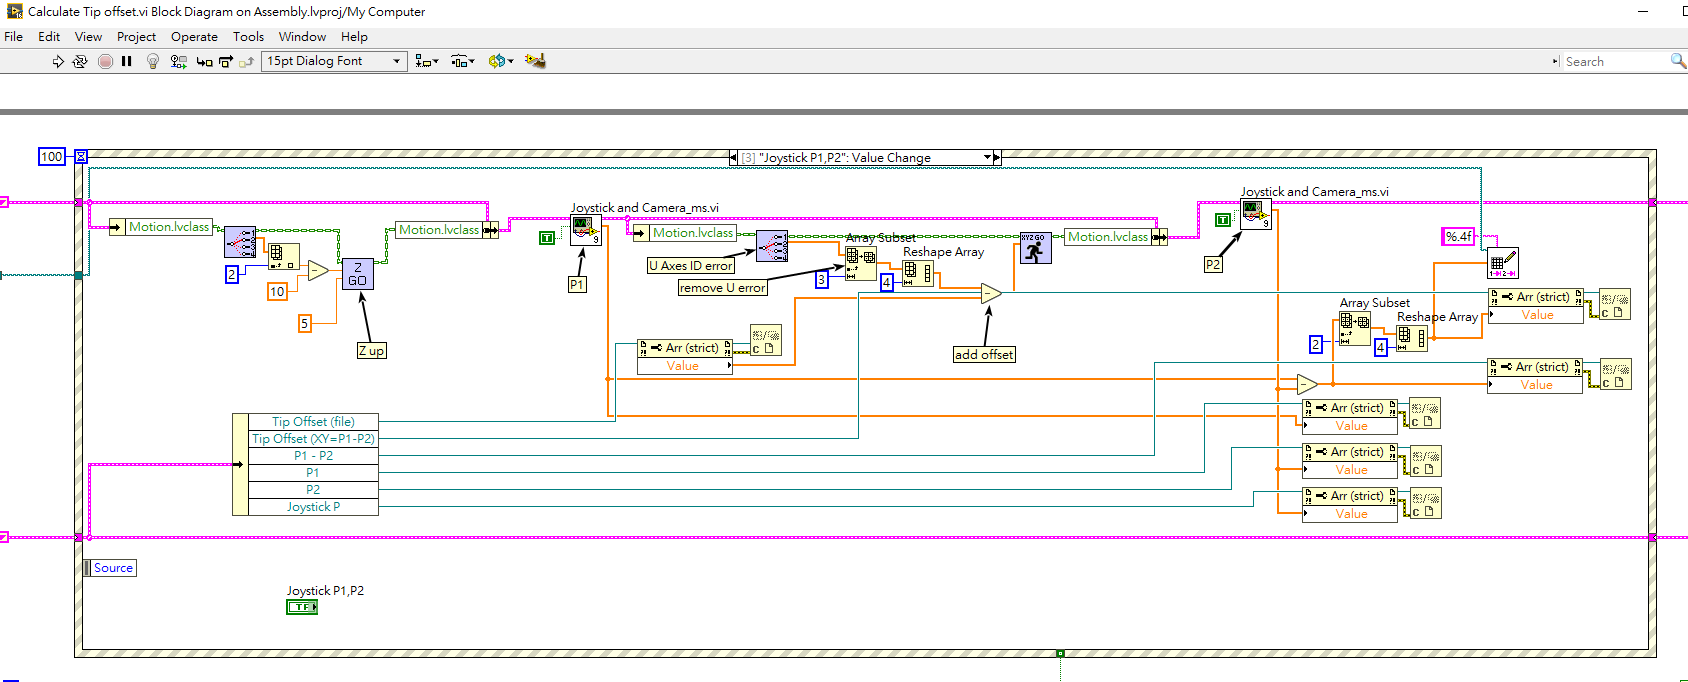 Calculate Tip offset.vi Block Diagram on Assembly.lvproj/My Computer
File Edit View Project Operate Tools Window Help
15pt Dialog Font
Search
100
[3] "Joystick P1,P2": Value Change
Joystick and Camera_ms.vi
Joystick and Camera_ms.vi
Motion.lvclass
Motion.lvclass
T
9
Motion.lvclass
XYZ GO
Motion.lvclass
T
9
%.4f
U Axes ID error
Array Subset
Reshape Array
P1
P2
2
Z
GO
10
remove U error
3
4
5
Z up
Arr (strict)
Value
add offset
Arr (strict)
Value
Array Subset
Reshape Array
2
4
Arr (strict)
Value
Arr (strict)
Value
Arr (strict)
Value
Arr (strict)
Value
Tip Offset (file)
Tip Offset (XY=P1-P2)
P1 - P2
P1
P2
Joystick P
Source
Joystick P1,P2
TF